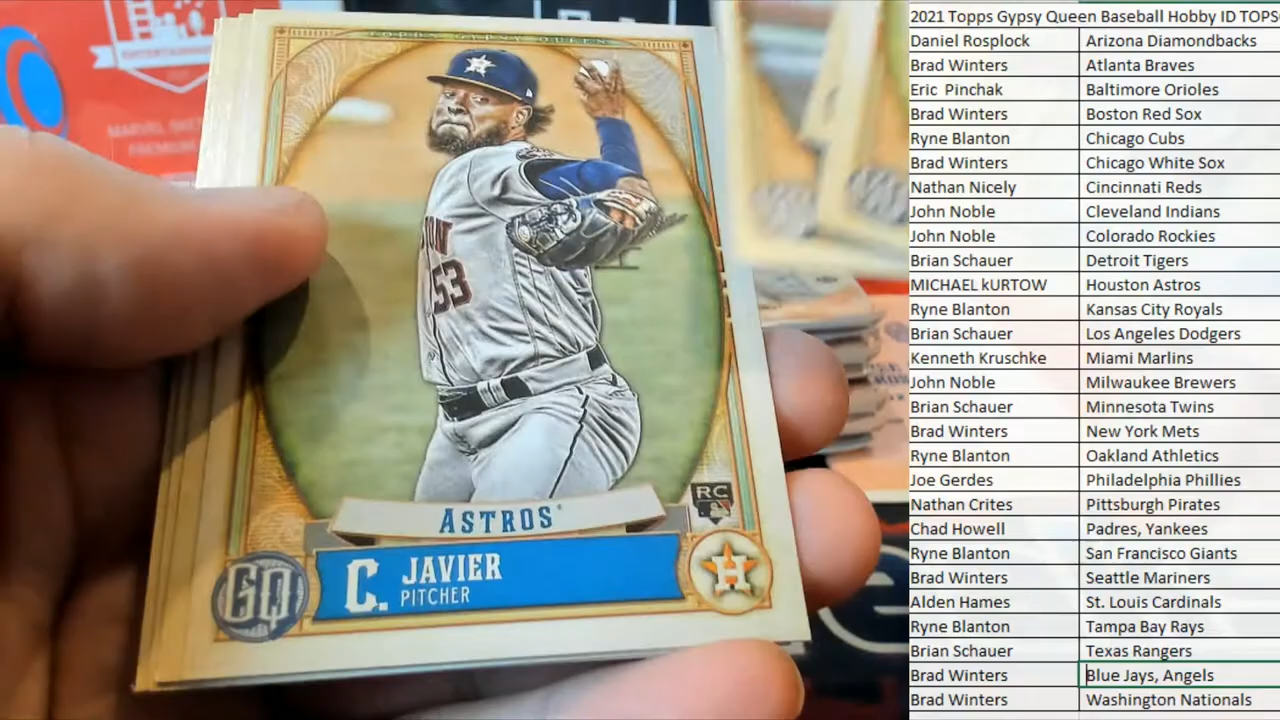 TOPPS GYPSY QUEEN
ENTERTAINMENT
MARVEL
PREMIUM
53
ASTROS
RC
C. JAVIER
PITCHER
GQ
H
2021 Topps Gypsy Queen Baseball Hobby ID TOPS
Daniel Rosplock Arizona Diamondbacks
Brad Winters Atlanta Braves
Eric Pinchak Baltimore Orioles
Brad Winters Boston Red Sox
Ryne Blanton Chicago Cubs
Brad Winters Chicago White Sox
Nathan Nicely Cincinnati Reds
John Noble Cleveland Indians
John Noble Colorado Rockies
Brian Schauer Detroit Tigers
MICHAEL kURTOW Houston Astros
Ryne Blanton Kansas City Royals
Brian Schauer Los Angeles Dodgers
Kenneth Kruschke Miami Marlins
John Noble Milwaukee Brewers
Brian Schauer Minnesota Twins
Brad Winters New York Mets
Ryne Blanton Oakland Athletics
Joe Gerdes Philadelphia Phillies
Nathan Crites Pittsburgh Pirates
Chad Howell Padres, Yankees
Ryne Blanton San Francisco Giants
Brad Winters Seattle Mariners
Alden Hames St. Louis Cardinals
Ryne Blanton Tampa Bay Rays
Brian Schauer Texas Rangers
Brad Winters Blue Jays, Angels
Brad Winters Washington Nationals